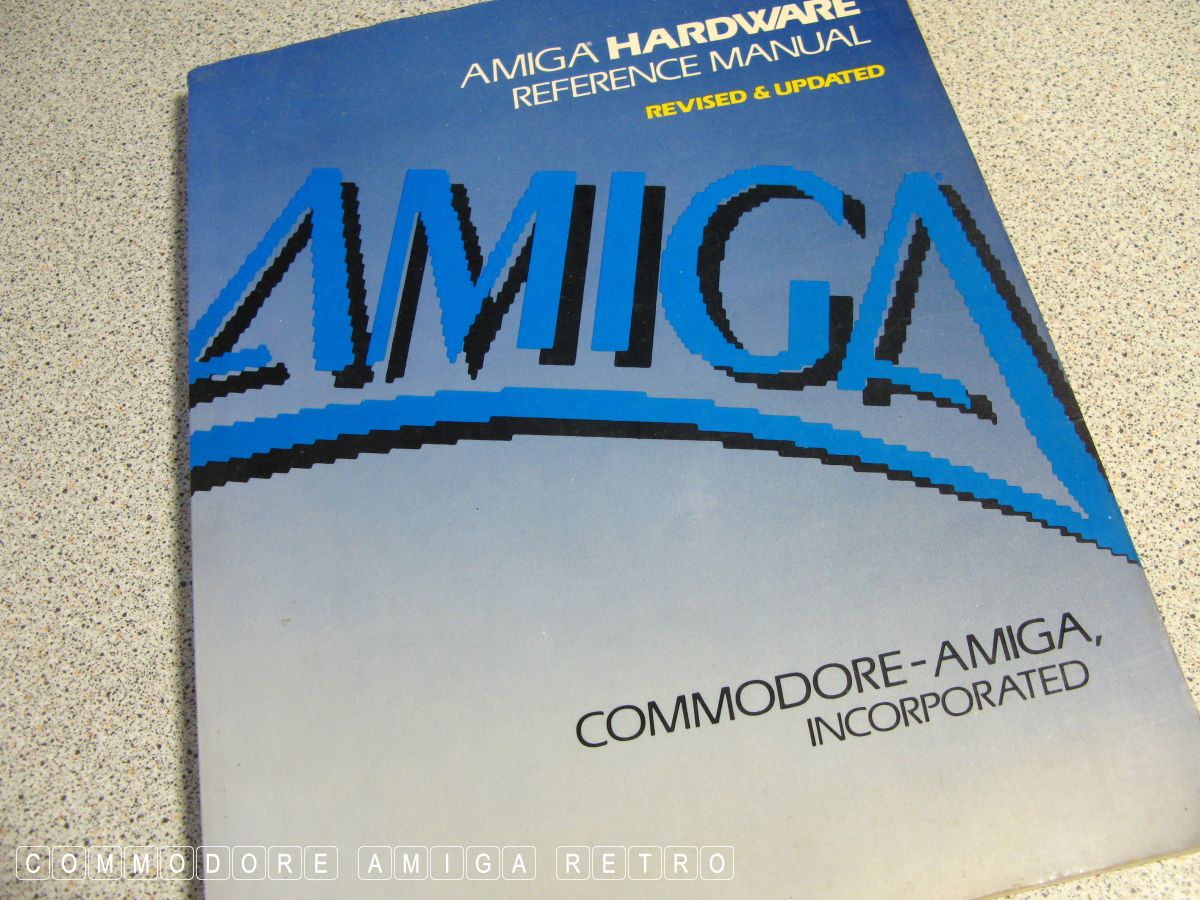 AMIGA® HARDWARE
REFERENCE MANUAL
REVISED & UPDATED
AMIGA
COMMODORE-AMIGA,
INCORPORATED
COMMODORE AMIGA RETRO